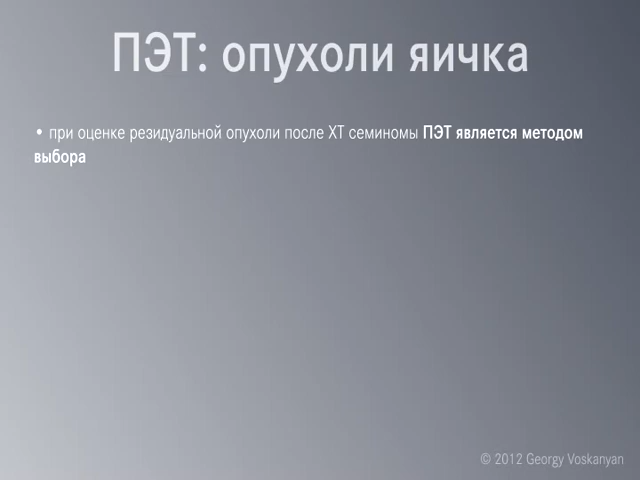 ПЭТ: опухоли яичка
• при оценке резидуальной опухоли после ХТ семиномы ПЭТ является методом
выбора
© 2012 Georgy Voskanyan